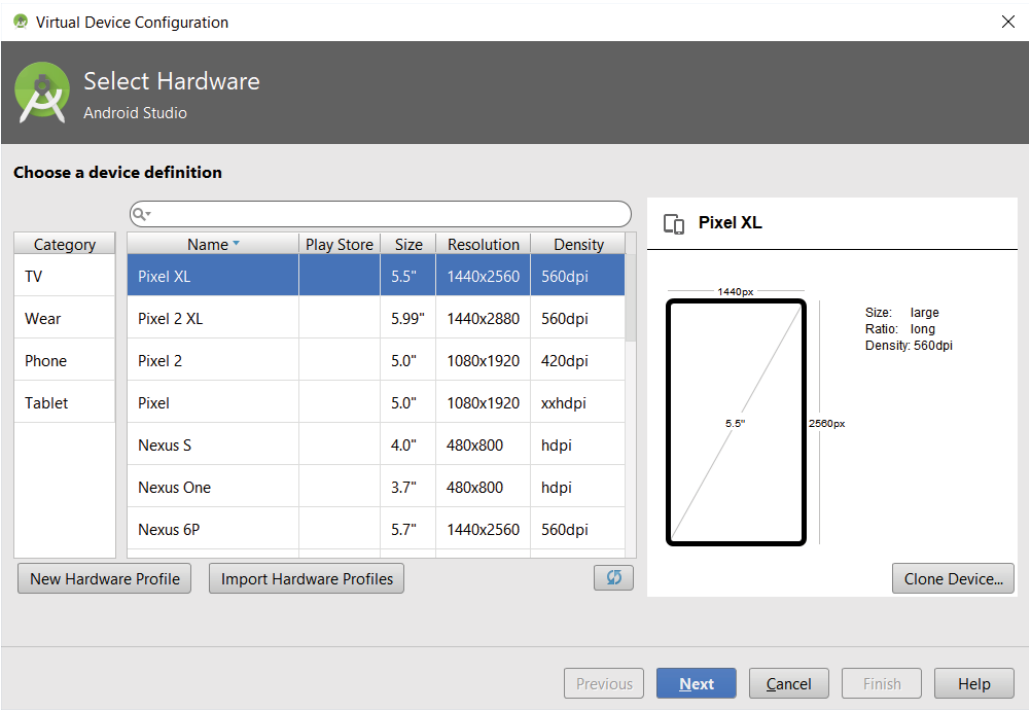 Virtual Device Configuration
Select Hardware
Android Studio
Choose a device definition
Category
TV
Wear
Phone
Tablet
Name Play Store Size Resolution Density
Pixel XL 5.5" 1440x2560 560dpi
Pixel 2 XL 5.99" 1440x2880 560dpi
Pixel 2 5.0" 1080x1920 420dpi
Pixel 5.0" 1080x1920 xxhdpi
Nexus S 4.0" 480x800 hdpi
Nexus One 3.7" 480x800 hdpi
Nexus 6P 5.7" 1440x2560 560dpi
New Hardware Profile Import Hardware Profiles
Pixel XL
1440px
Size: large
Ratio: long
Density: 560dpi
5.5" 2560px
Clone Device...
Previous Next Cancel Finish Help